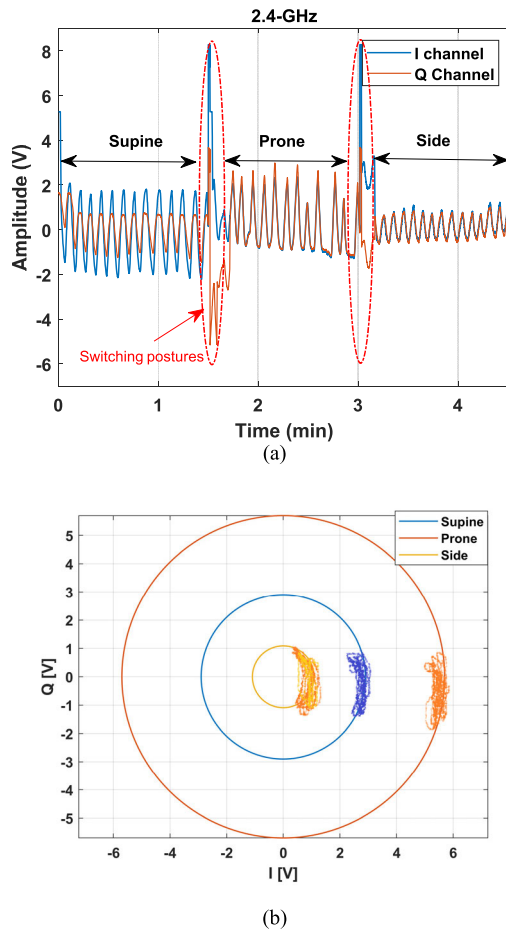 2.4-GHz
I channel
Q Channel
Supine
Prone
Side
Switching postures
Amplitude (V)
8
6
4
2
0
-2
-4
-6
0 1 2 3 4
Time (min)
(a)
Supine
Prone
Side
Q [V]
5
4
3
2
1
0
-1
-2
-3
-4
-5
-6 -4 -2 0 2 4 6
I [V]
(b)